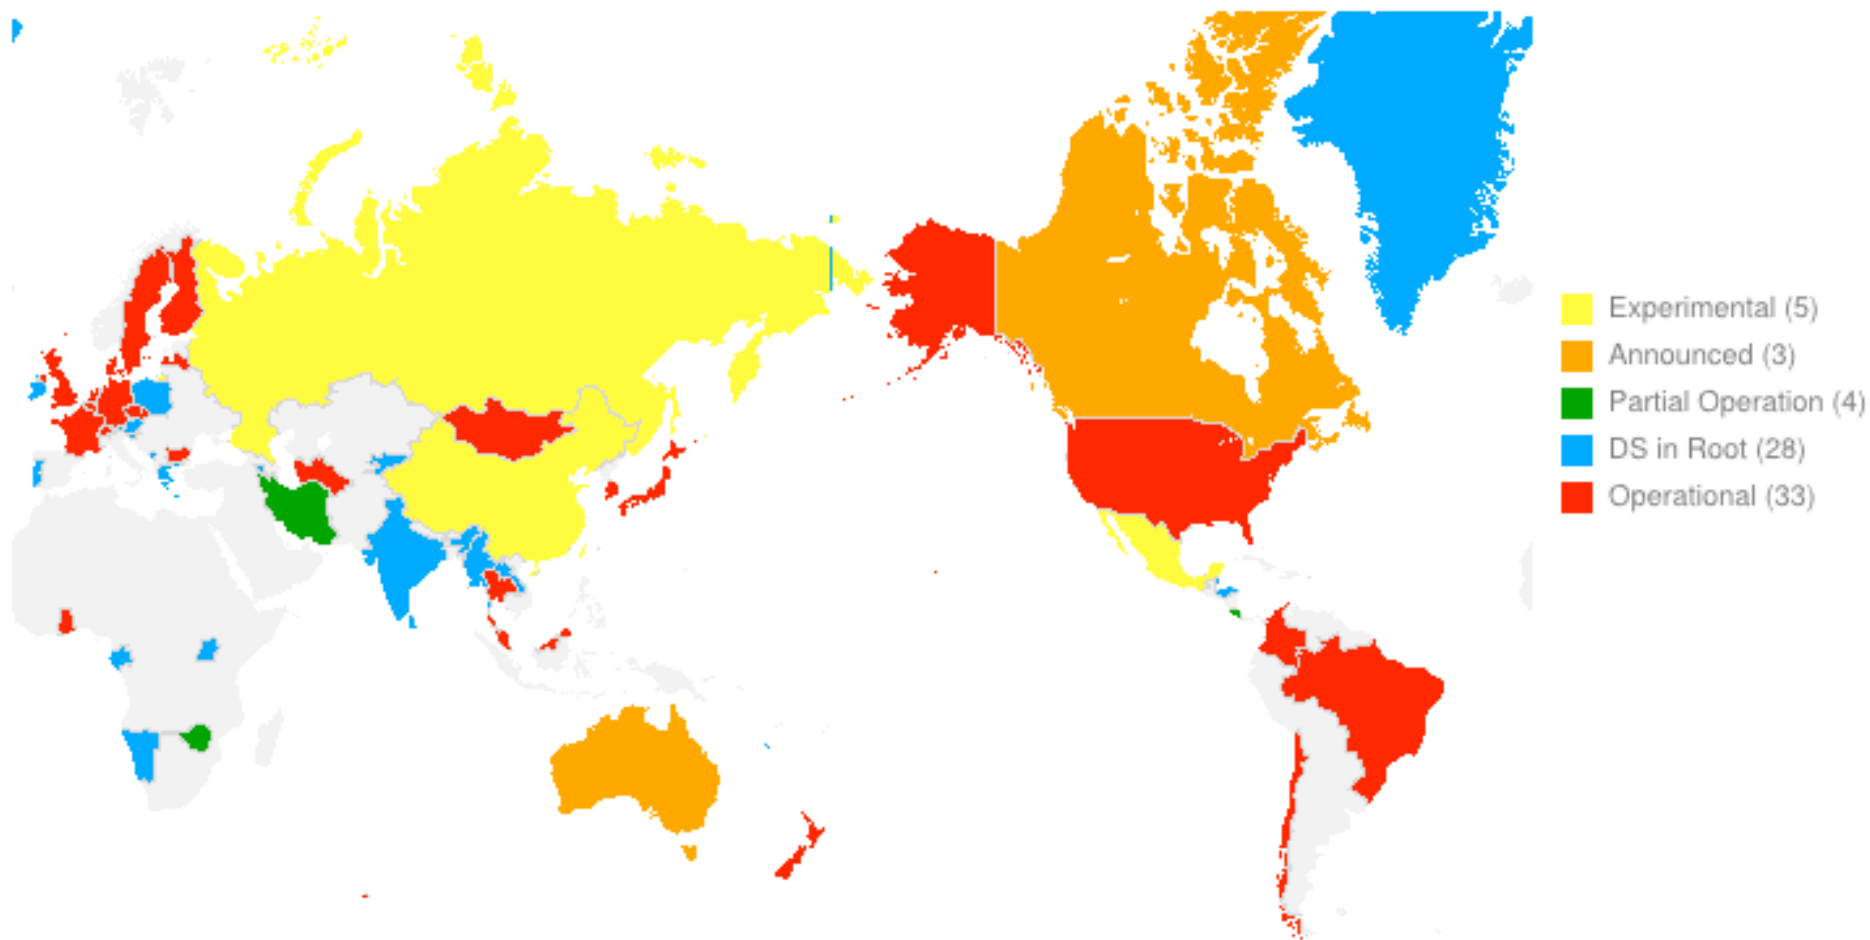 Experimental (5)
Announced (3)
Partial Operation (4)
DS in Root (28)
Operational (33)